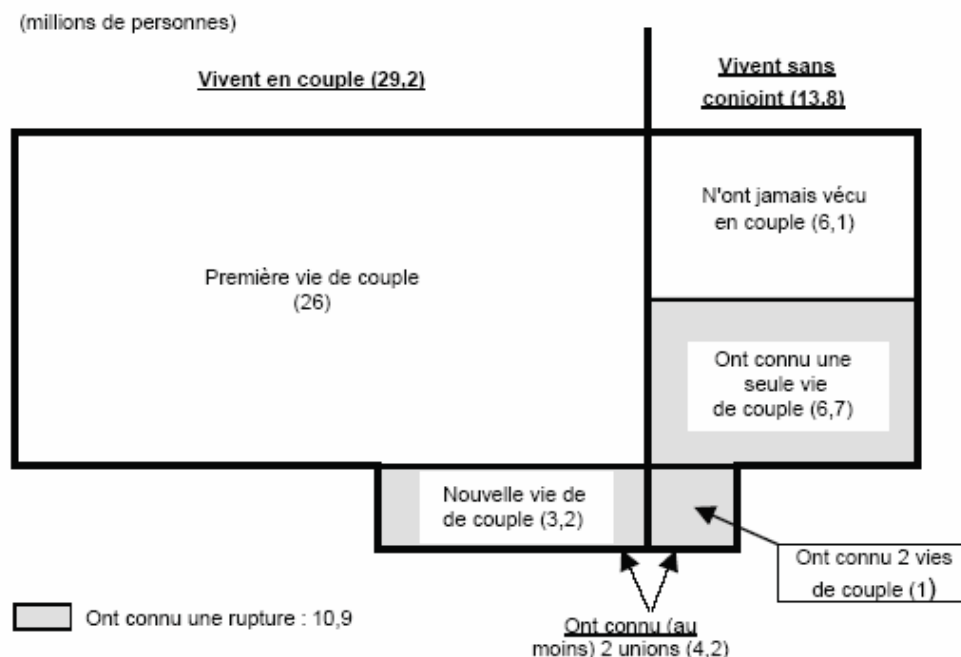 (millions de personnes)
Vivent en couple (29,2)
Vivent sans
conjoint (13,8)
N'ont jamais vécu
en couple (6,1)
Première vie de couple
(26)
Ont connu une
seule vie
de couple (6,7)
Nouvelle vie de
de couple (3,2)
Ont connu 2 vies
de couple (1)
Ont connu une rupture : 10,9
Ont connu (au
moins) 2 unions (4,2)